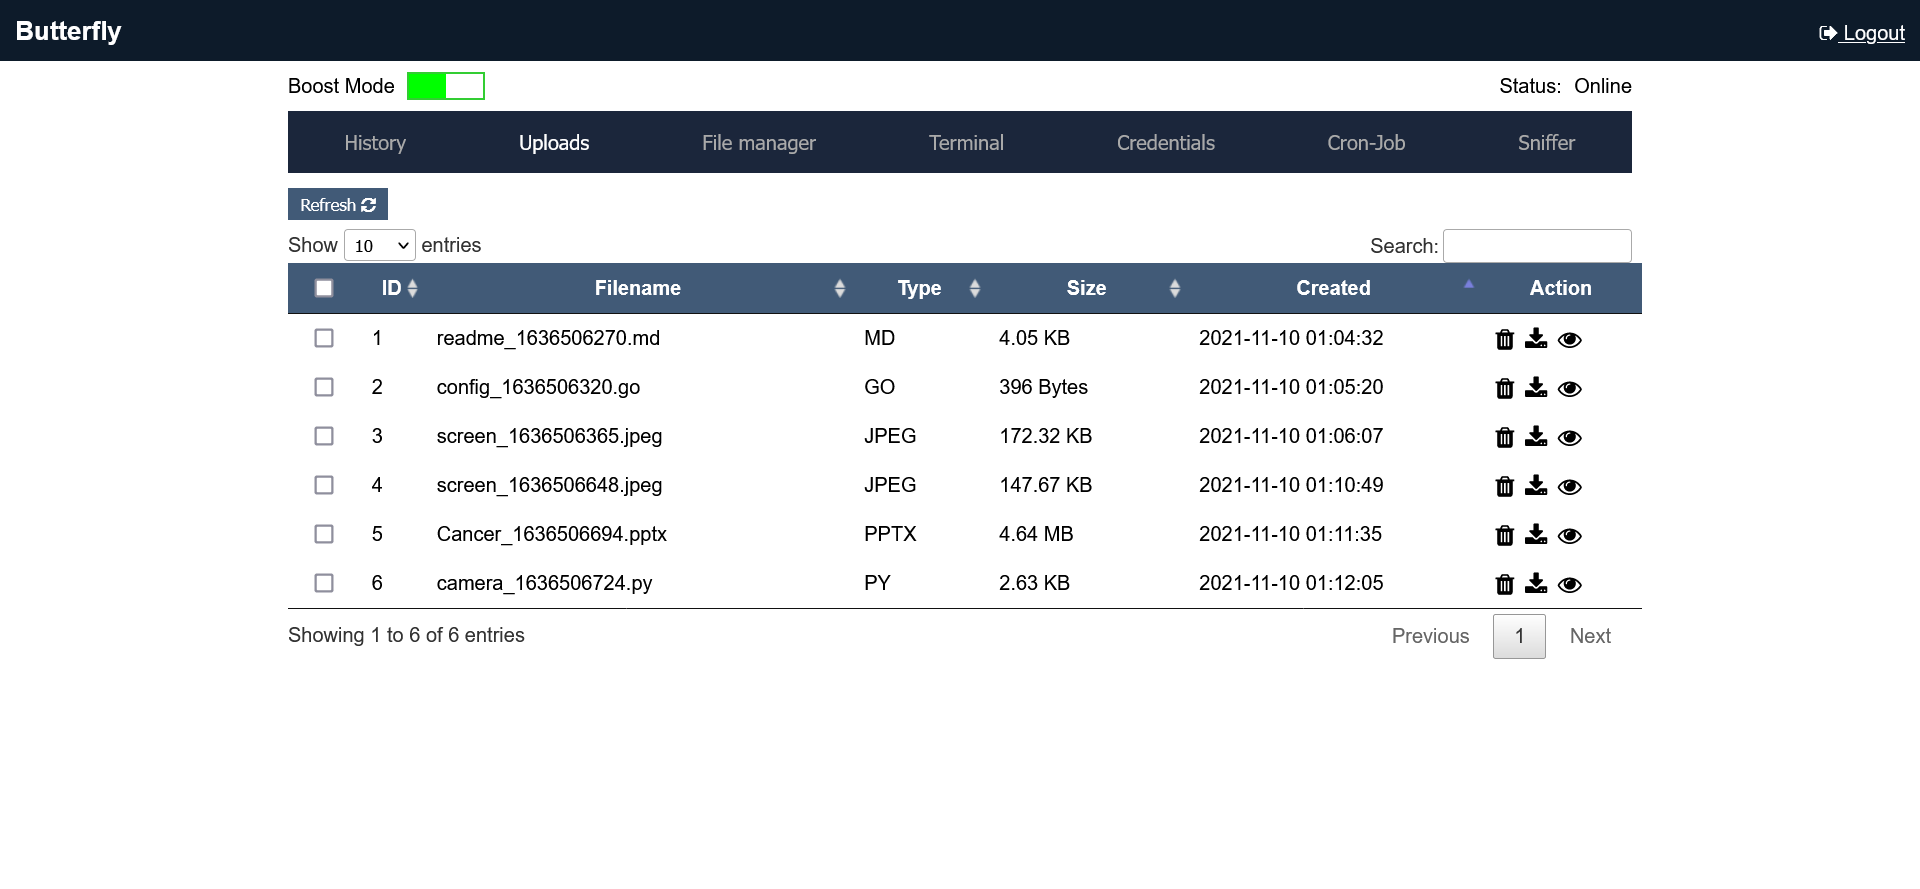 Butterfly
Logout
Boost Mode
Status: Online
History Uploads File manager Terminal Credentials Cron-Job Sniffer
Refresh
Show 10 entries
Search:
ID Filename Type Size Created Action
1 readme_1636506270.md MD 4.05 KB 2021-11-10 01:04:32
2 config_1636506320.go GO 396 Bytes 2021-11-10 01:05:20
3 screen_1636506365.jpeg JPEG 172.32 KB 2021-11-10 01:06:07
4 screen_1636506648.jpeg JPEG 147.67 KB 2021-11-10 01:10:49
5 Cancer_1636506694.pptx PPTX 4.64 MB 2021-11-10 01:11:35
6 camera_1636506724.py PY 2.63 KB 2021-11-10 01:12:05
Showing 1 to 6 of 6 entries
Previous 1 Next